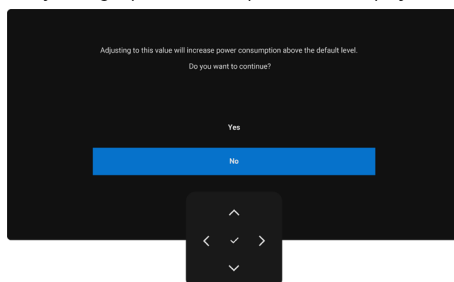 Adjusting to this value will increase power consumption above the default level.
Do you want to continue?
Yes
No